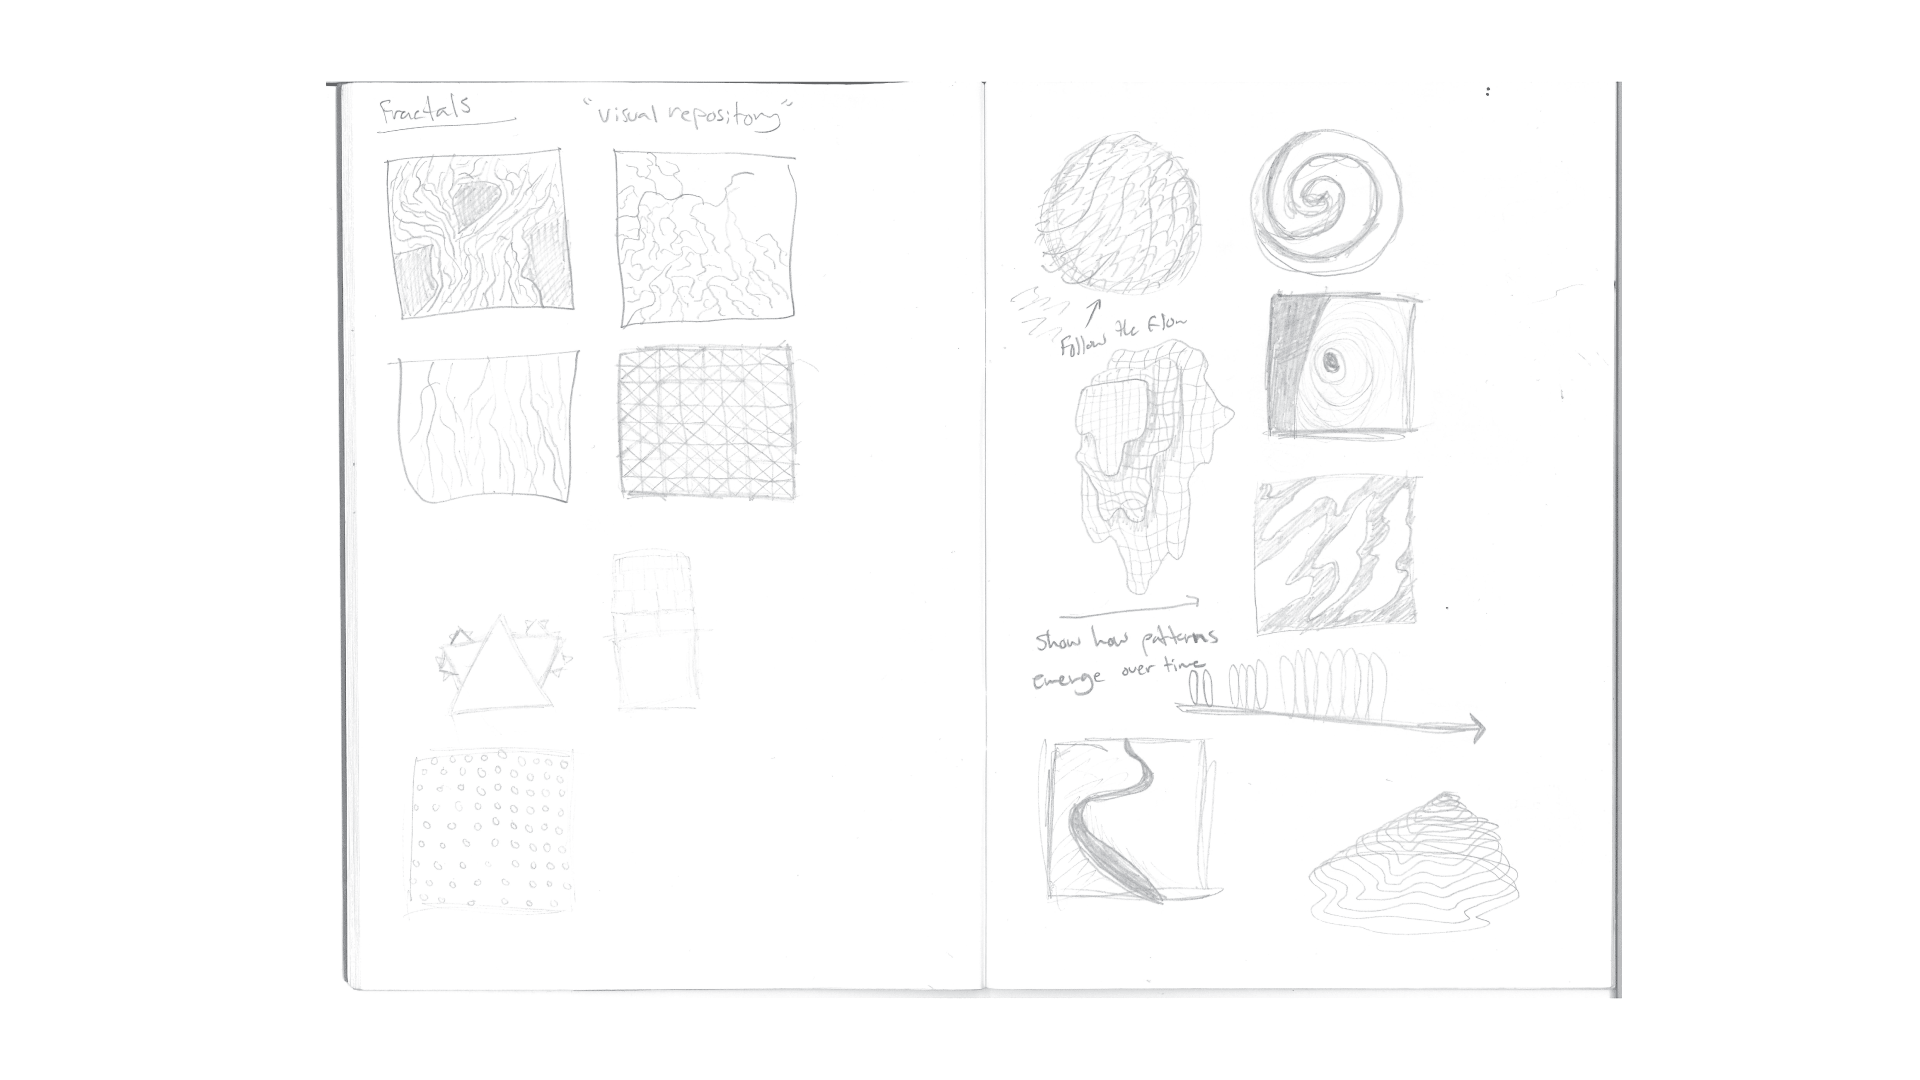 Fractals
"visual repository"
Follow the Flow
Show how patterns
emerge over time